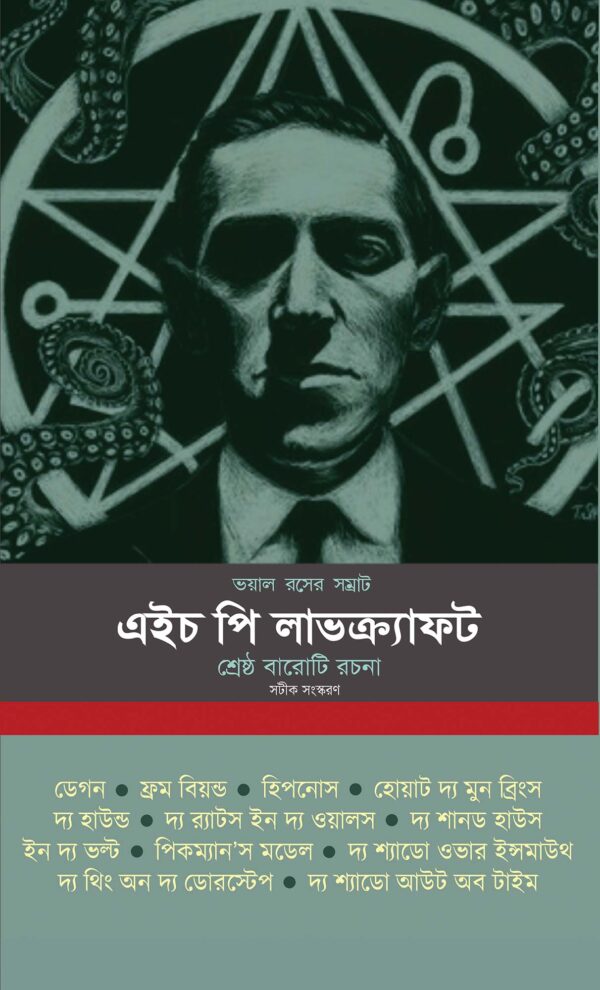 ভয়াল রসের সম্রাট
এইচ পি লাভক্র্যাফট
শ্রেষ্ঠ বারোটি রচনা
সটীক সংস্করণ
ডেগন ● ফ্রম বিয়ন্ড ● হিপনোস ● হোয়াট দ্য মুন ব্রিংস
দ্য হাউন্ড ● দ্য র‍্যাটস ইন দ্য ওয়ালস ● দ্য শানড হাউস
ইন দ্য ভল্ট ● পিকম্যান'স মডেল ● দ্য শ্যাডো ওভার ইন্সমাউথ
দ্য থিং অন দ্য ডোরস্টেপ ● দ্য শ্যাডো আউট অব টাইম